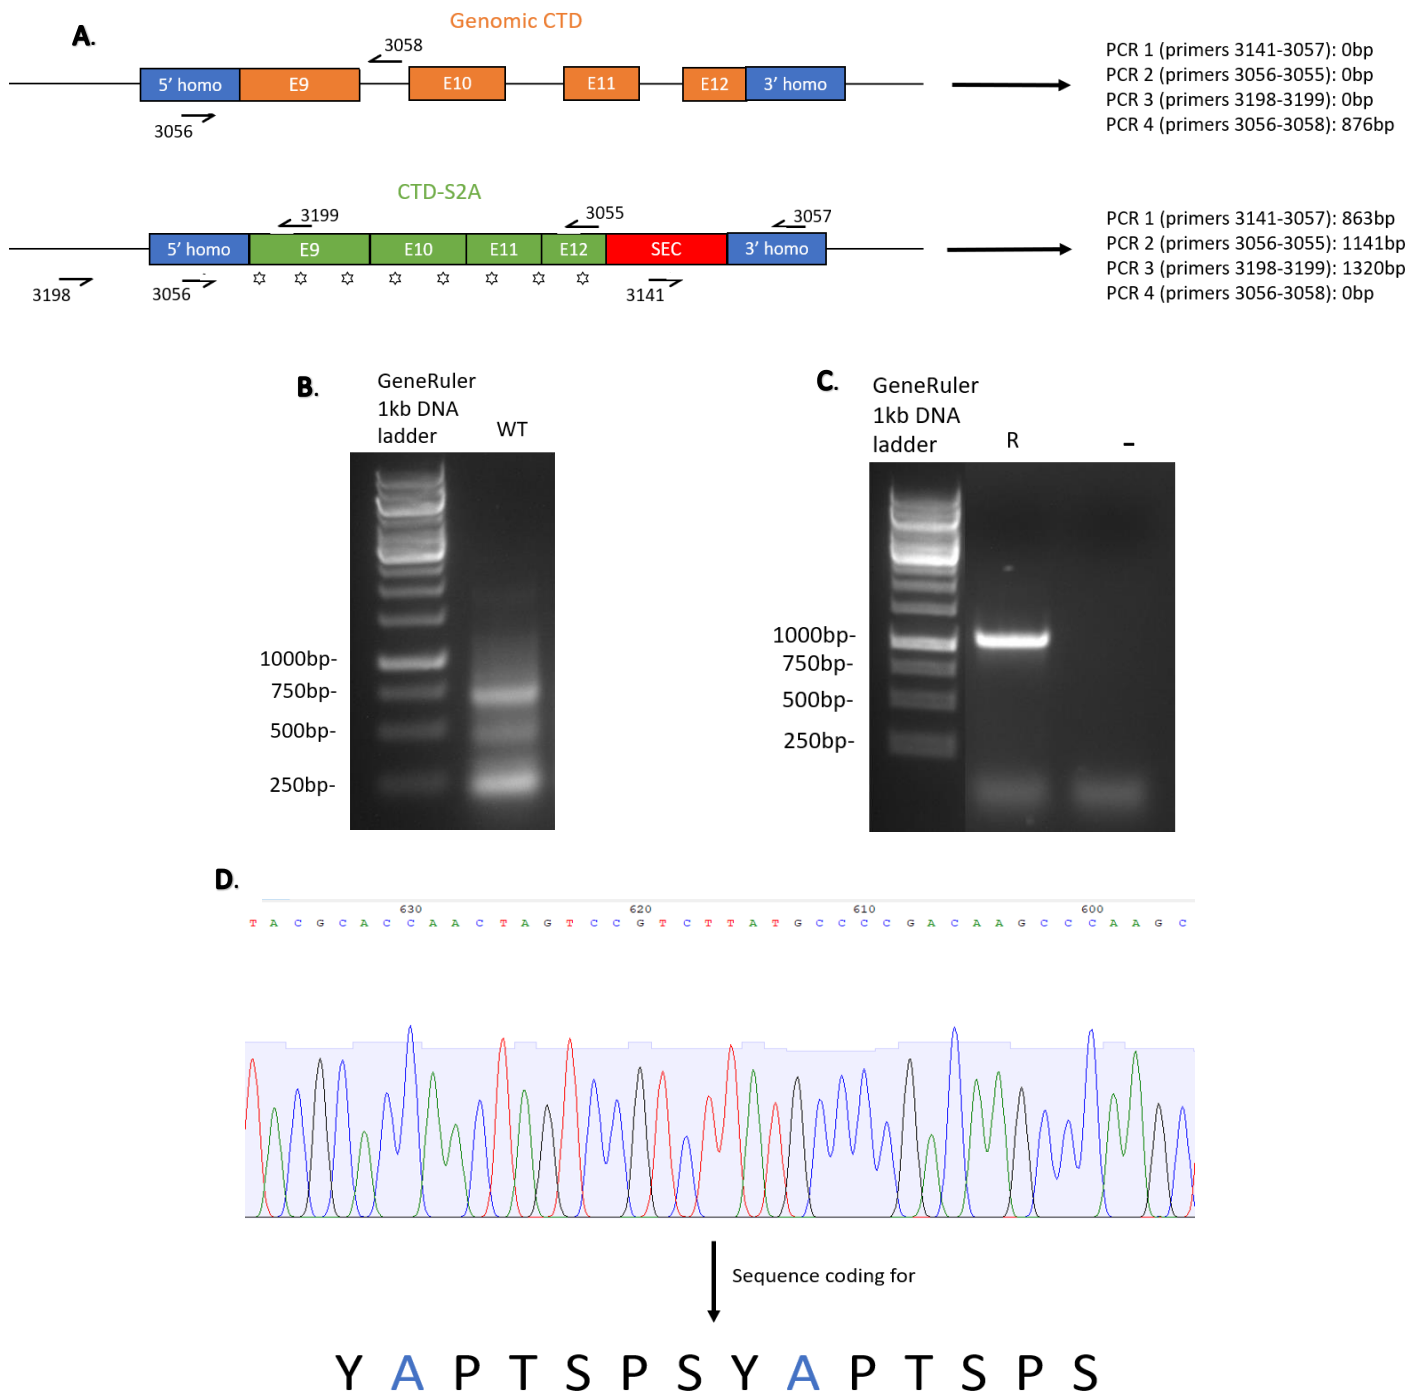 A.
Genomic CTD
3058
5’ homo E9 E10 E11 E12 3’ homo
3056
PCR 1 (primers 3141-3057): 0bp
PCR 2 (primers 3056-3055): 0bp
PCR 3 (primers 3198-3199): 0bp
PCR 4 (primers 3056-3058): 876bp
CTD-S2A
3199 3055 3057
5’ homo E9 E10 E11 E12 SEC 3’ homo
3198 3056 3141
PCR 1 (primers 3141-3057): 863bp
PCR 2 (primers 3056-3055): 1141bp
PCR 3 (primers 3198-3199): 1320bp
PCR 4 (primers 3056-3058): 0bp
B.
GeneRuler
1kb DNA
ladder
WT
1000bp-
750bp-
500bp-
250bp-
C.
GeneRuler
1kb DNA
ladder
R –
1000bp-
750bp-
500bp-
250bp-
D.
630 620 610 600
T A C G C A C C A A C T A G T C C G T C T T A T G C C C C G A C A A G C C C A A G C
Sequence coding for
Y A P T S P S Y A P T S P S